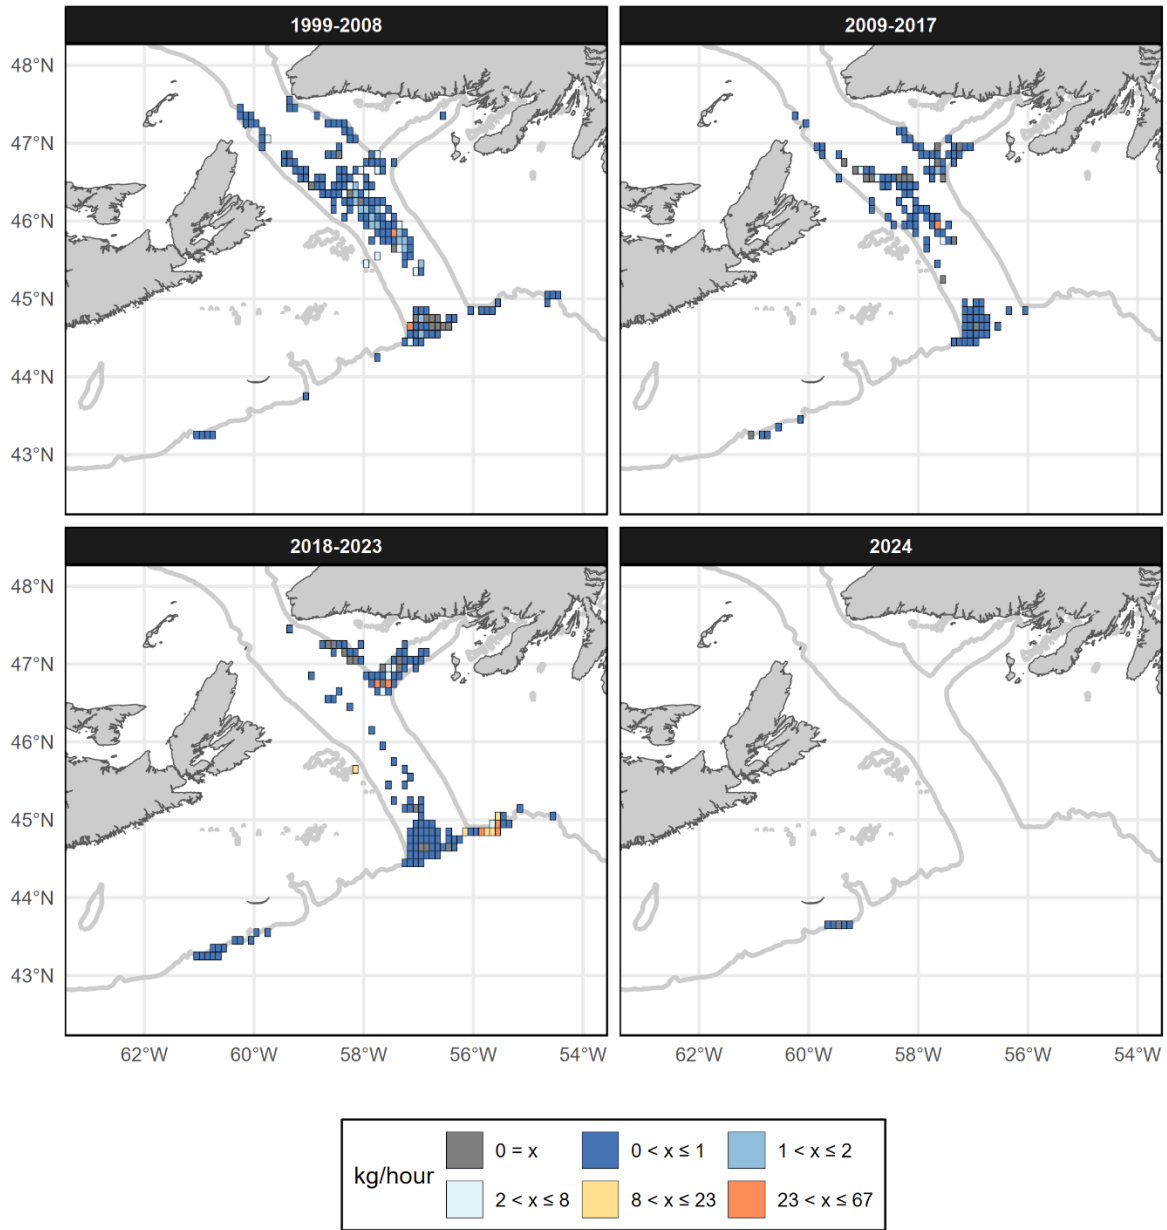 1999-2008
2009-2017
48°N
47°N
46°N
45°N
44°N
43°N
2018-2023
2024
48°N
47°N
46°N
45°N
44°N
43°N
62°W 60°W 58°W 56°W 54°W 62°W 60°W 58°W 56°W 54°W
kg/hour
0 = x 0 < x ≤ 1 1 < x ≤ 2
2 < x ≤ 8 8 < x ≤ 23 23 < x ≤ 67